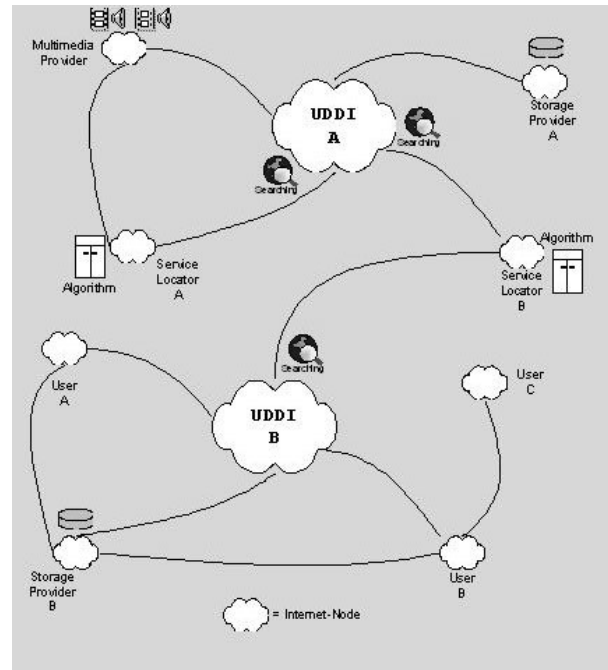 Multimedia
Provider
UDDI
A
Searching
Searching
Storage
Provider
A
Algorithm
Service
Locator
A
Algorithm
Service
Locator
B
Searching
User
A
UDDI
B
User
C
Storage
Provider
B
User
B
= Internet-Node